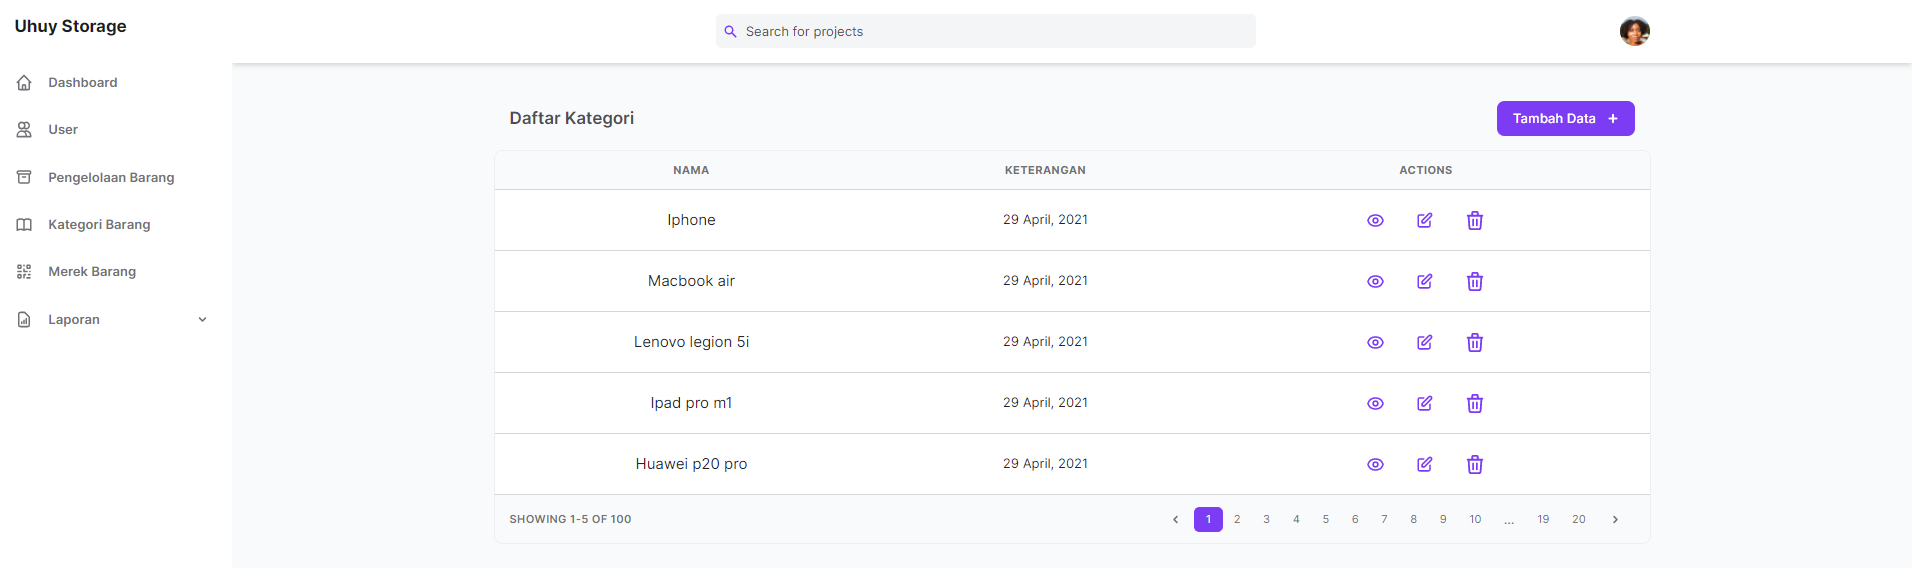 Uhuy Storage
Search for projects
Dashboard
User
Pengelolaan Barang
Kategori Barang
Merek Barang
Laporan
Daftar Kategori
Tambah Data +
NAMA KETERANGAN ACTIONS
Iphone 29 April, 2021
Macbook air 29 April, 2021
Lenovo legion 5i 29 April, 2021
Ipad pro m1 29 April, 2021
Huawei p20 pro 29 April, 2021
SHOWING 1-5 OF 100 1 2 3 4 5 6 7 8 9 10 ... 19 20